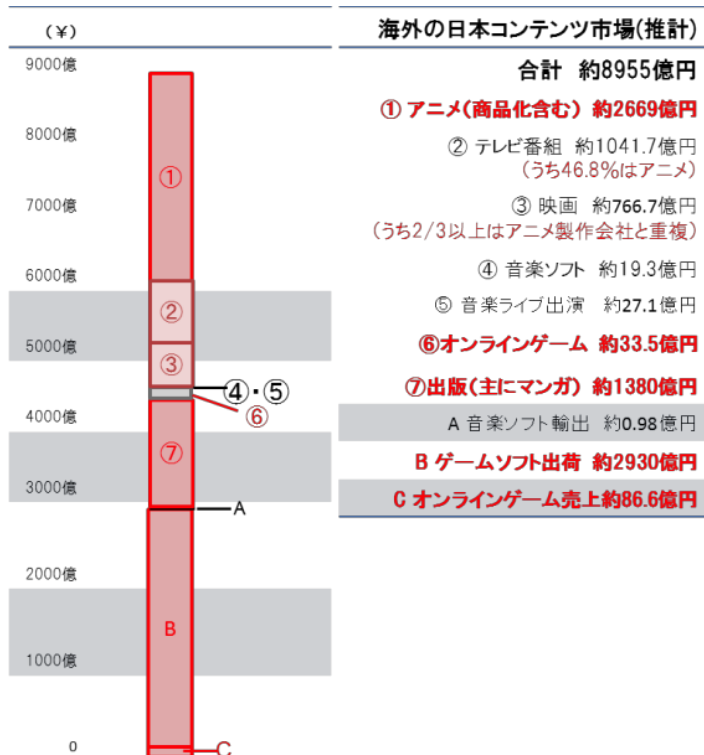 (¥)
9000億
8000億
7000億
6000億
5000億
4000億
3000億
2000億
1000億
0
①
②
③
④・⑤
⑥
⑦
A
B
C
海外の日本コンテンツ市場(推計)
合計 約8955億円
① アニメ(商品化含む) 約2669億円
② テレビ番組 約1041.7億円
(うち46.8%はアニメ)
③ 映画 約766.7億円
(うち2/3以上はアニメ製作会社と重複)
④ 音楽ソフト 約19.3億円
⑤ 音楽ライブ出演 約27.1億円
⑥オンラインゲーム 約33.5億円
⑦出版(主にマンガ) 約1380億円
A 音楽ソフト輸出 約0.98億円
B ゲームソフト出荷 約2930億円
C オンラインゲーム売上約86.6億円